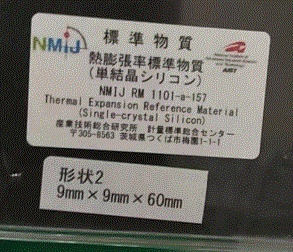 NMIJ
標準物質
熱膨張率標準物質
(単結晶シリコン)
NMIJ RM 1101-a-157
Thermal Expansion Reference Material
(Single-crystal Silicon)
産業技術総合研究所 計量標準総合センター
〒305-8563 茨城県つくば市梅園1-1-1
AIST
形状2
9mm×9mm×60mm